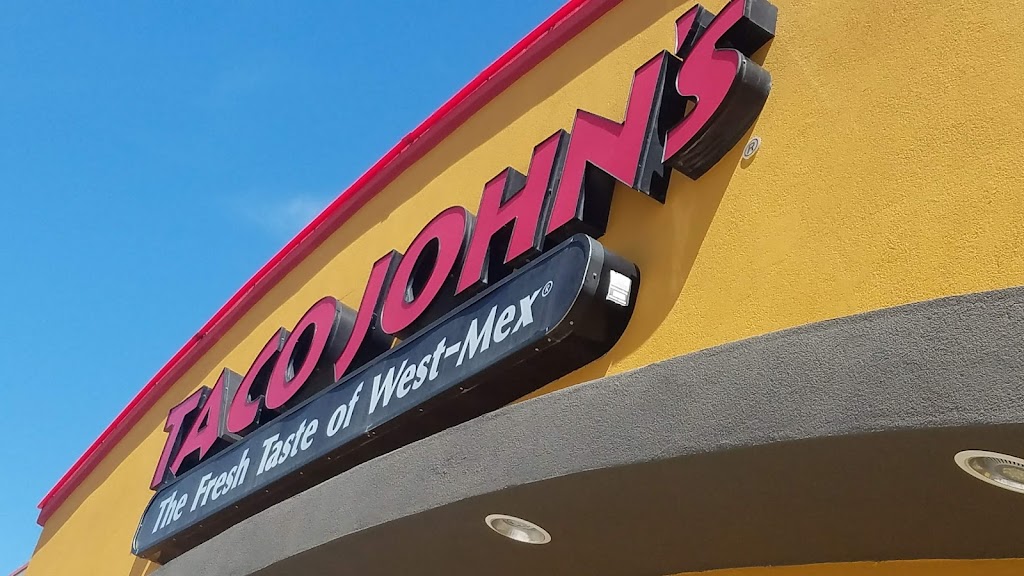 TACO JOHN'S®
The Fresh Taste of West-Mex®